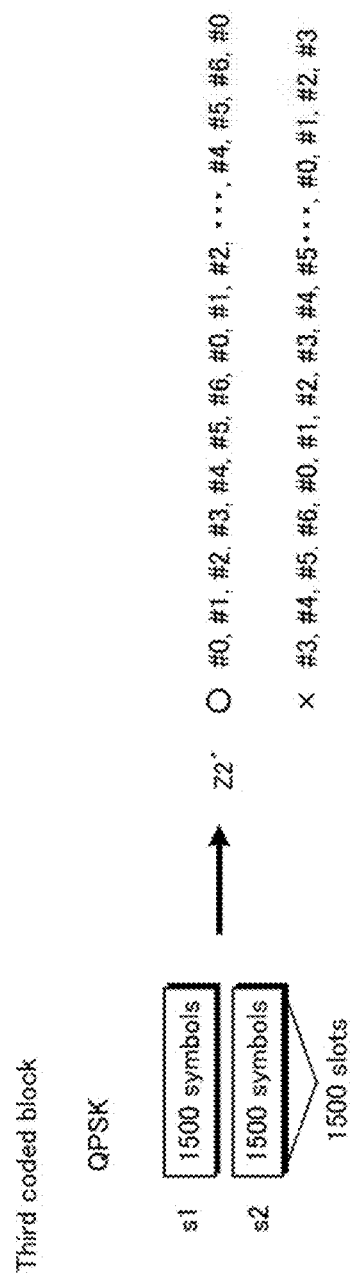 Third coded block
QPSK
s1 1500 symbols
s2 1500 symbols
1500 slots
Z2` ○ #0, #1, #2, #3, #4, #5, #6, #0, #1, #2, ･･･, #4, #5, #6, #0
× #3, #4, #5, #6, #0, #1, #2, #3, #4, #5･･･, #0, #1, #2, #3